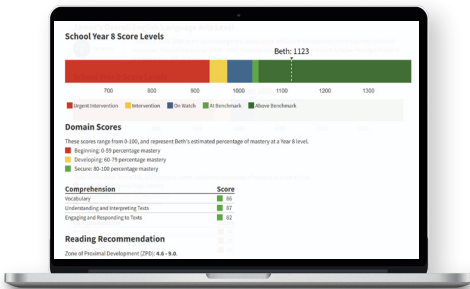 School Year 8 Score Levels
Beth: 1123
700 800 900 1000 1100 1200 1300
Urgent Intervention Intervention On Watch At Benchmark Above Benchmark
Domain Scores
These scores range from 0-100, and represent Beth's estimated percentage of mastery at a Year 8 level.
Beginning: 0-59 percentage mastery
Developing: 60-79 percentage mastery
Secure: 80-100 percentage mastery
Comprehension Score
Vocabulary 86
Understanding and Interpreting Texts 87
Engaging and Responding to Texts 82
Reading Recommendation
Zone of Proximal Development (ZPD): 4.6 - 9.0.